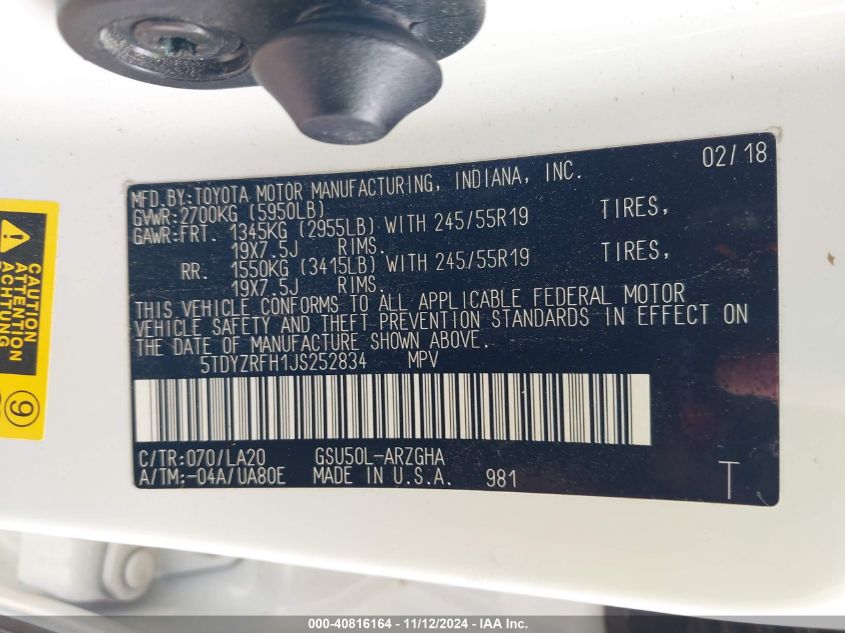 02/18
MFD.BY:TOYOTA MOTOR MANUFACTURING, INDIANA, INC.
GVWR:2700KG (5950LB)
GAWR:FRT. 1345KG (2955LB) WITH 245/55R19 TIRES,
19X7.5J RIMS.
RR. 1550KG (3415LB) WITH 245/55R19 TIRES,
19X7.5J RIMS.
THIS VEHICLE CONFORMS TO ALL APPLICABLE FEDERAL MOTOR
VEHICLE SAFETY AND THEFT PREVENTION STANDARDS IN EFFECT ON
THE DATE OF MANUFACTURE SHOWN ABOVE.
5TDYZRFH1JS252834 MPV
C/TR:070/LA20 GSU50L-ARZGHA
A/TM:-04A/UA80E MADE IN U.S.A. 981 T
CAUTION
ATTENTION
ACHTUNG
9
000-40816164 - 11/12/2024 - IAA Inc.